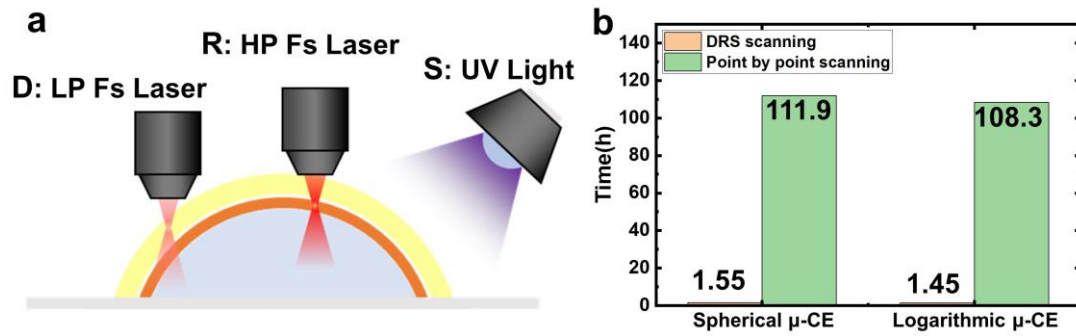 a
R: HP Fs Laser
D: LP Fs Laser
S: UV Light
b
DRS scanning
Point by point scanning
Time(h)
140
120
100
80
60
40
20
0
1.55
111.9
1.45
108.3
Spherical μ-CE
Logarithmic μ-CE